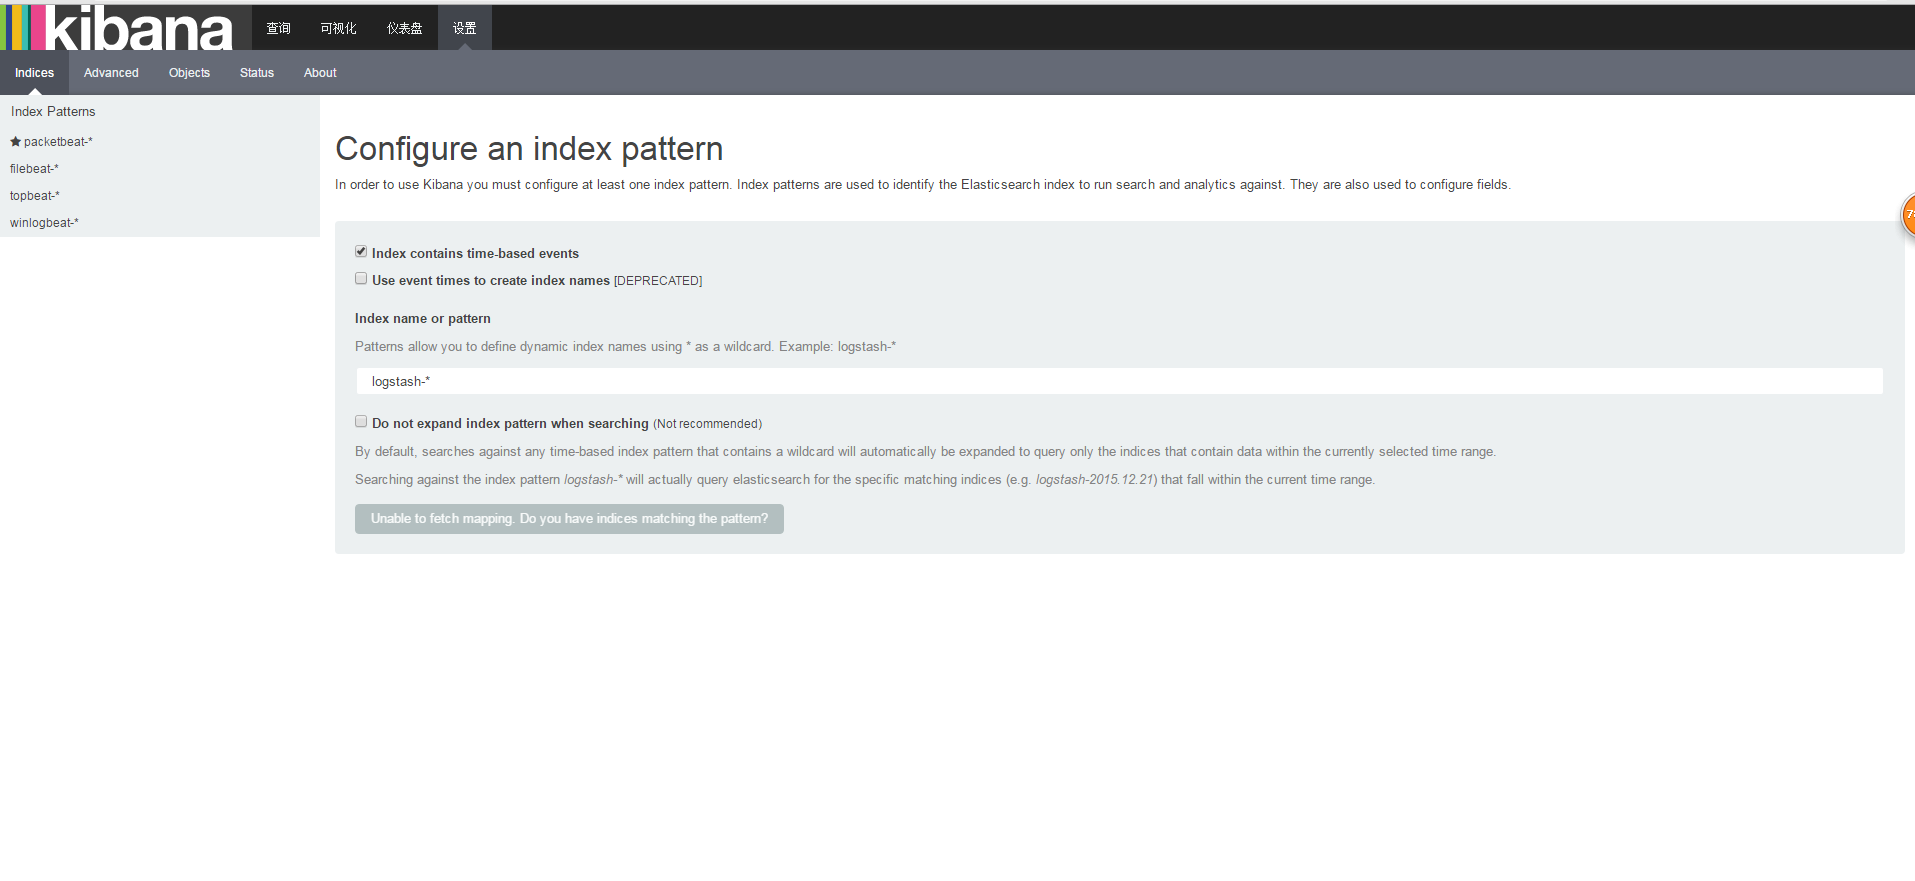 kibana 查询 可视化 仪表盘 设置
Indices Advanced Objects Status About
Index Patterns
packetbeat-*
filebeat-*
topbeat-*
winlogbeat-*
Configure an index pattern
In order to use Kibana you must configure at least one index pattern. Index patterns are used to identify the Elasticsearch index to run search and analytics against. They are also used to configure fields.
Index contains time-based events
Use event times to create index names [DEPRECATED]
Index name or pattern
Patterns allow you to define dynamic index names using * as a wildcard. Example: logstash-*
logstash-*
Do not expand index pattern when searching (Not recommended)
By default, searches against any time-based index pattern that contains a wildcard will automatically be expanded to query only the indices that contain data within the currently selected time range.
Searching against the index pattern logstash-* will actually query elasticsearch for the specific matching indices (e.g. logstash-2015.12.21) that fall within the current time range.
Unable to fetch mapping. Do you have indices matching the pattern?